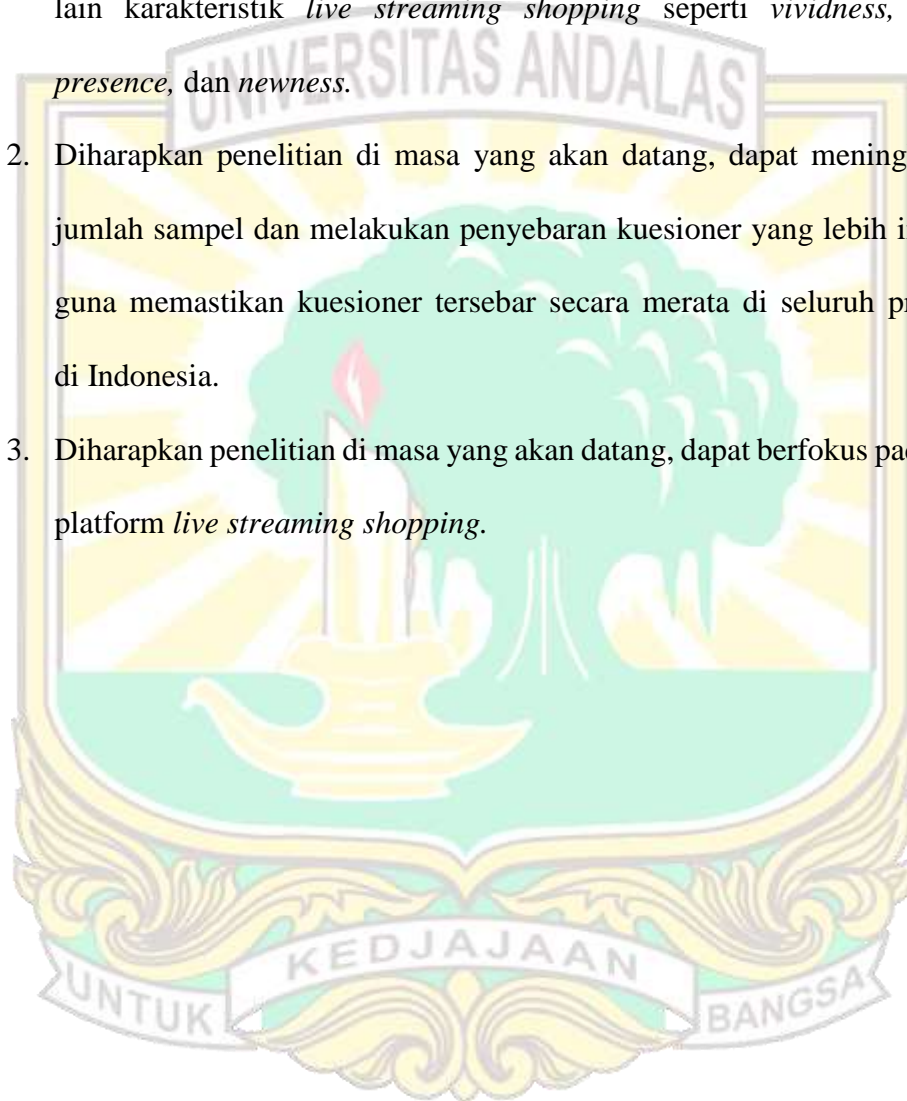 lain karakteristik live streaming shopping seperti vividness,
presence, dan newness.
2. Diharapkan penelitian di masa yang akan datang, dapat mening
jumlah sampel dan melakukan penyebaran kuesioner yang lebih i
guna memastikan kuesioner tersebar secara merata di seluruh p
di Indonesia.
3. Diharapkan penelitian di masa yang akan datang, dapat berfokus pa
platform live streaming shopping.
UNIVERSITAS ANDALAS
UNTUK KEDJAJAAN BANGSA